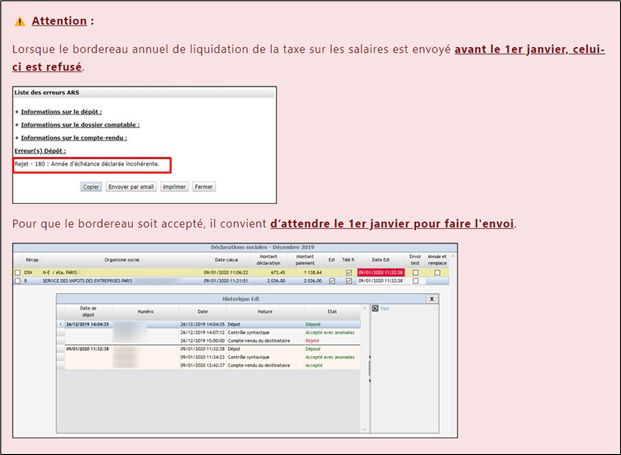 Attention :
Lorsque le bordereau annuel de liquidation de la taxe sur les salaires est envoyé avant le 1er janvier, celui-
ci est refusé.
Liste des erreurs ARS
+ Informations sur le dépôt :
+ Informations sur le dossier comptable :
+ Informations sur le compte-rendu :
Erreur(s) Dépôt :
Rejet - 180 : Année d'échéance déclarée incohérente.
Copier Envoyer par email Imprimer Fermer
Pour que le bordereau soit accepté, il convient d'attendre le 1er janvier pour faire l'envoi.
Déclarations sociales - Décembre 2019
Récap Organisme social Date calcul Montant déclaration Montant paiement Edt Télé R. Date Edi Envoi test Annule et remplace
DSN N-E / éta. PARIS 09/01/2020 11:06:22 673.45 1 138.64 09/01/2020 11:32:38
R SERVICE DES IMPOTS DES ENTREPRISES PARIS 09/01/2020 11:31:51 2 036.00 2 036.00 09/01/2020 11:32:38
Historique Edi X
Date de dépot Numéro Date Nature Etat
26/12/2019 14:04:35 26/12/2019 14:04:35 Dépot Déposé
26/12/2019 14:07:12 Contrôle syntaxique Accepté avec anomalies
26/12/2019 15:00:00 Compte-rendu du destinataire Rejeté
09/01/2020 11:32:38 09/01/2020 11:32:38 Dépot Déposé
09/01/2020 11:34:23 Contrôle syntaxique Accepté avec anomalies
09/01/2020 12:42:37 Compte-rendu du destinataire Accepté